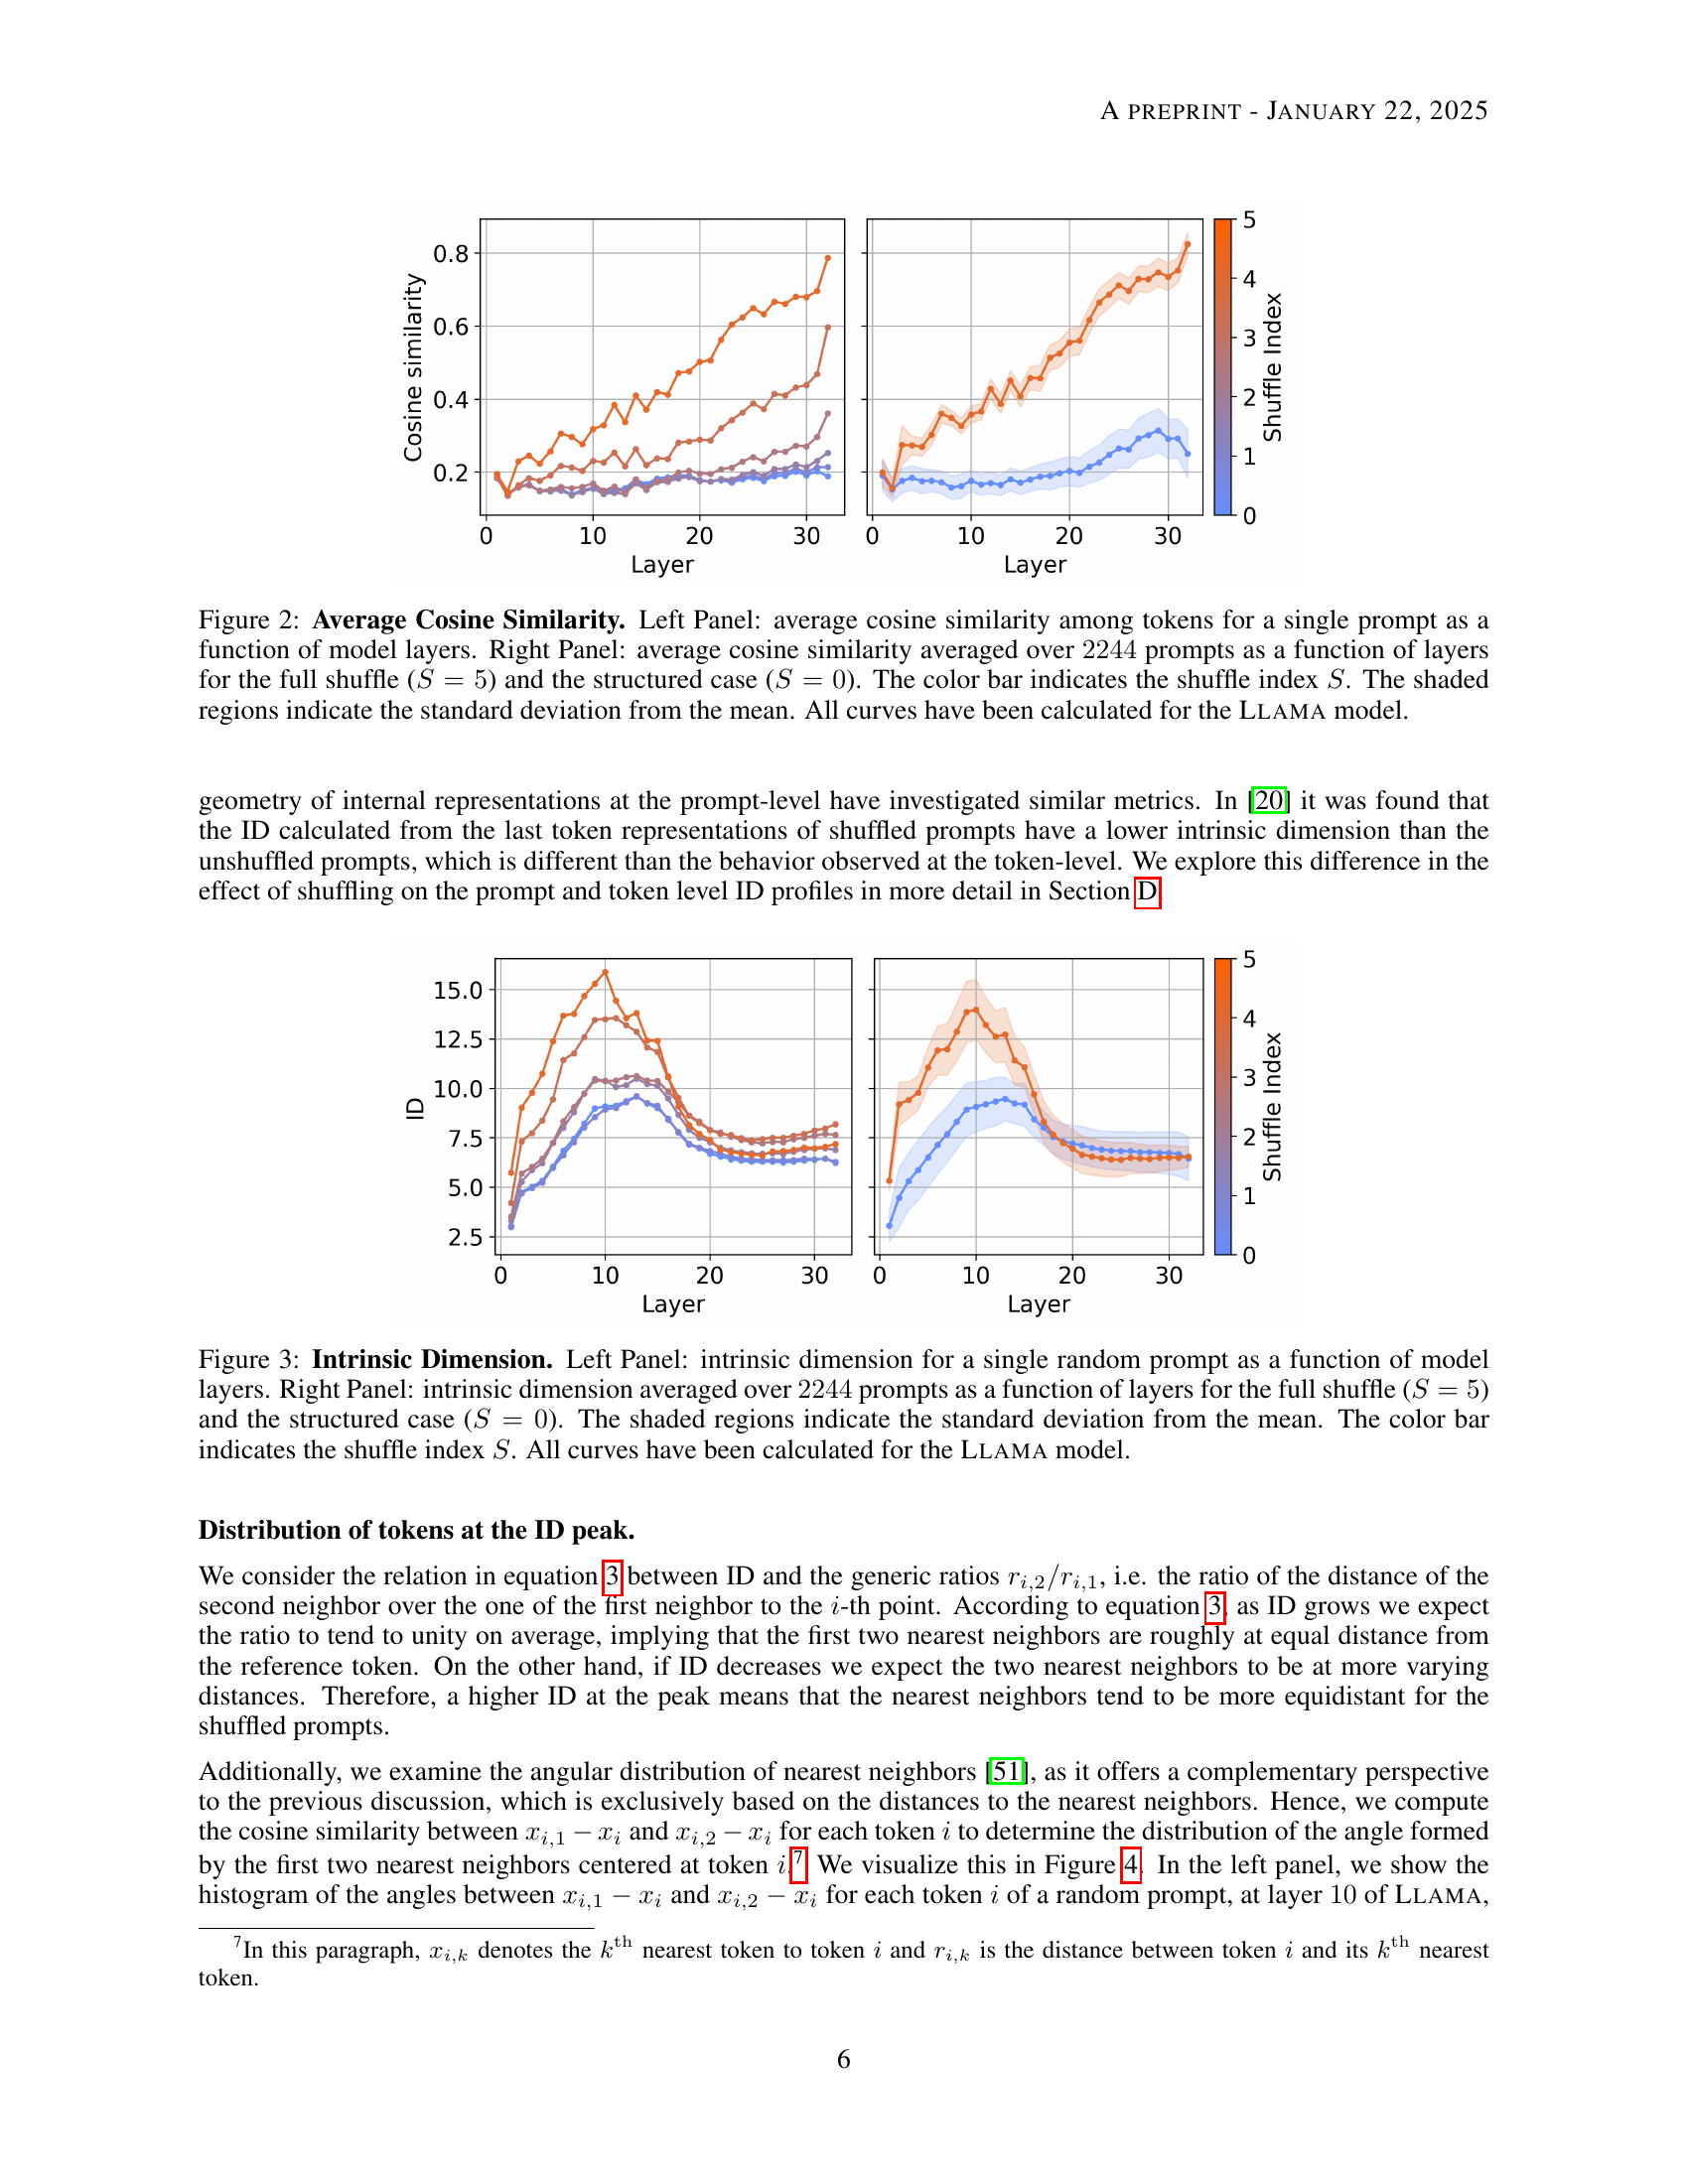 A PREPRINT - JANUARY 22, 2025
0.8
0.6
0.4
0.2
Cosine similarity
0 10 20 30
Layer
0 10 20 30
Layer
5
4
3
2
1
0
Shuffle Index
Figure 2: Average Cosine Similarity. Left Panel: average cosine similarity among tokens for a single prompt as a
function of model layers. Right Panel: average cosine similarity averaged over 2244 prompts as a function of layers
for the full shuffle (S = 5) and the structured case (S = 0). The color bar indicates the shuffle index S. The shaded
regions indicate the standard deviation from the mean. All curves have been calculated for the LLAMA model.
geometry of internal representations at the prompt-level have investigated similar metrics. In [20] it was found that
the ID calculated from the last token representations of shuffled prompts have a lower intrinsic dimension than the
unshuffled prompts, which is different than the behavior observed at the token-level. We explore this difference in the
effect of shuffling on the prompt and token level ID profiles in more detail in Section D.
15.0
12.5
10.0
7.5
5.0
2.5
ID
0 10 20 30
Layer
0 10 20 30
Layer
5
4
3
2
1
0
Shuffle Index
Figure 3: Intrinsic Dimension. Left Panel: intrinsic dimension for a single random prompt as a function of model
layers. Right Panel: intrinsic dimension averaged over 2244 prompts as a function of layers for the full shuffle (S = 5)
and the structured case (S = 0). The shaded regions indicate the standard deviation from the mean. The color bar
indicates the shuffle index S. All curves have been calculated for the LLAMA model.
Distribution of tokens at the ID peak.
We consider the relation in equation 3 between ID and the generic ratios r_{i,2}/r_{i,1}, i.e. the ratio of the distance of the
second neighbor over the one of the first neighbor to the i-th point. According to equation 3, as ID grows we expect
the ratio to tend to unity on average, implying that the first two nearest neighbors are roughly at equal distance from
the reference token. On the other hand, if ID decreases we expect the two nearest neighbors to be at more varying
distances. Therefore, a higher ID at the peak means that the nearest neighbors tend to be more equidistant for the
shuffled prompts.
Additionally, we examine the angular distribution of nearest neighbors [51], as it offers a complementary perspective
to the previous discussion, which is exclusively based on the distances to the nearest neighbors. Hence, we compute
the cosine similarity between x_{i,1} − x_i and x_{i,2} − x_i for each token i to determine the distribution of the angle formed
by the first two nearest neighbors centered at token i.⁷ We visualize this in Figure 4. In the left panel, we show the
histogram of the angles between x_{i,1} − x_i and x_{i,2} − x_i for each token i of a random prompt, at layer 10 of LLAMA,
⁷In this paragraph, x_{i,k} denotes the k^{th} nearest token to token i and r_{i,k} is the distance between token i and its k^{th} nearest
token.
6